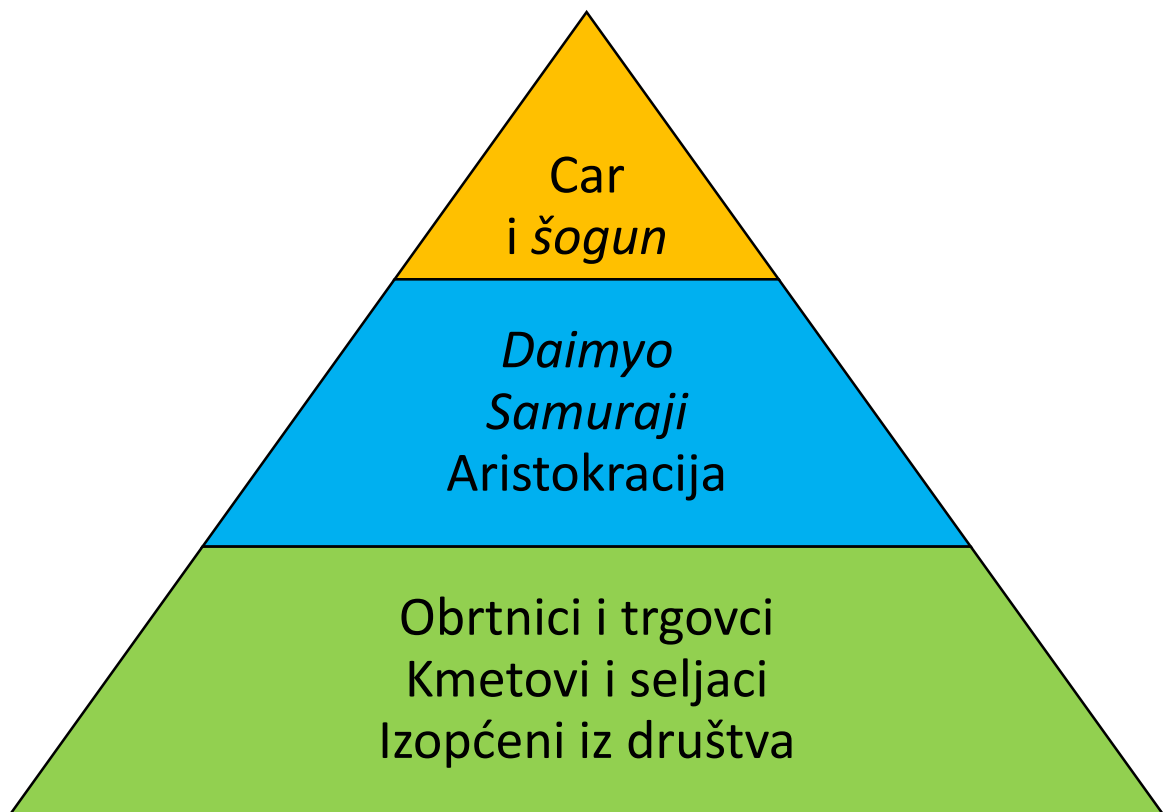 Car
i šogun
Daimyo
Samuraji
Aristokracija
Obrtnici i trgovci
Kmetovi i seljaci
Izopćeni iz društva